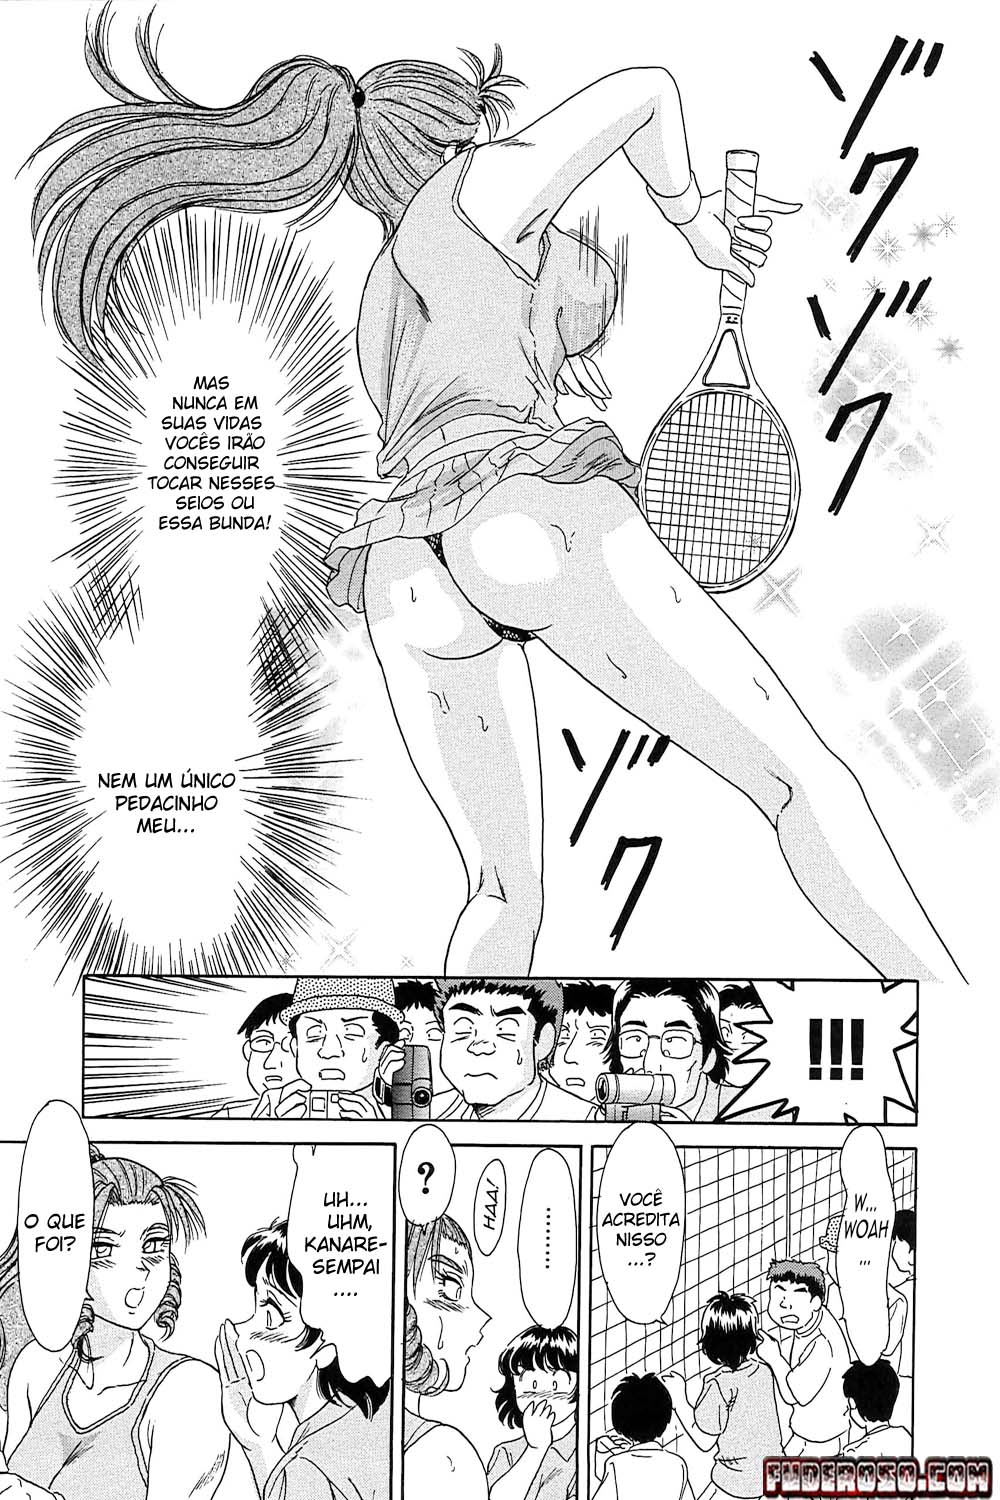 ゾクゾク
MAS
NUNCA EM
SUAS VIDAS
VOCÊS IRÃO
CONSEGUIR
TOCAR NESSES
SEIOS OU
ESSA BUNDA!
NEM UM ÚNICO
PEDACINHO
MEU...
ゾク
!!!
O QUE
FOI?
UH...
UHM,
KANARE-
SEMPAI
....
?
HAA!
..........
VOCÊ
ACREDITA
NISSO
...?
W...
WOAH
...
FUDEROSO.COM